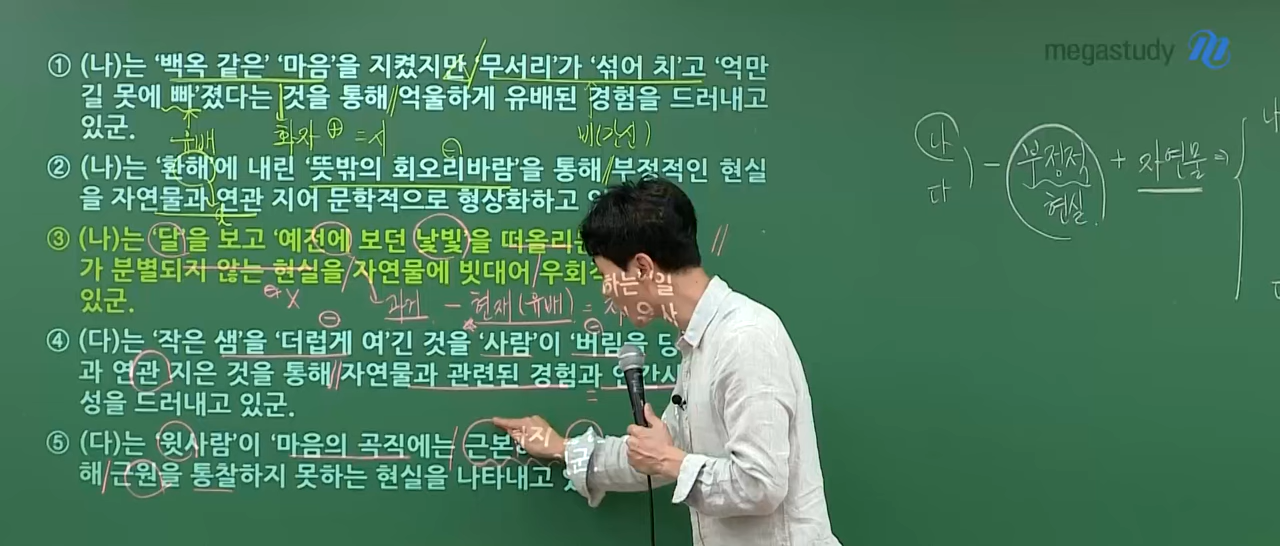 megastudy
① (나)는 '백옥 같은' '마음'을 지켰지만 '무서리'가 '섞어 치'고 '억만
길 못에 빠'졌다는 것을 통해 억울하게 유배된 경험을 드러내고
있군.
유배 화자 ⊕ = 시 비(간신)
② (나)는 '환해'에 내린 '뜻밖의 회오리바람'을 통해 부정적인 현실
을 자연물과 연관 지어 문학적으로 형상화하고
③ (나)는 '달'을 보고 '예전에 보던 낯빛'을 떠올리
가 분별되지 않는 현실을 자연물에 빗대어 우회적
하는 '일
있군.
⊕ X 과거 - 현재(유배) =
④ (다)는 '작은 샘'을 '더럽게 여'긴 것을 '사람'이 '버림을 당
과 연관 지은 것을 통해 자연물과 관련된 경험과 인간사
성을 드러내고 있군.
⑤ (다)는 '윗사람'이 '마음의 곡직에는 근본
해 근원을 통찰하지 못하는 현실을 나타내고
군
나
다
- 부정적 현실 + 자연물 ⇒